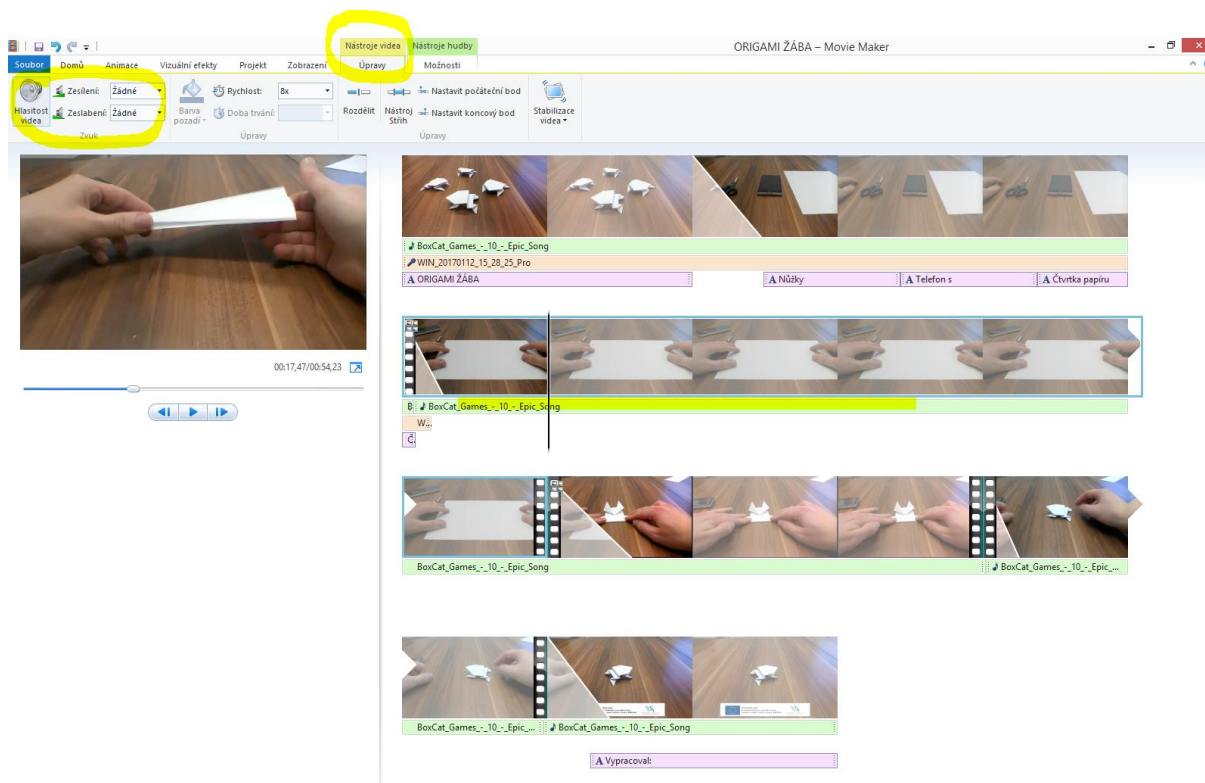 Nástroje videa Nástroje hudby
ORIGAMI ŽÁBA – Movie Maker
Soubor Domů Animace Vizuální efekty Projekt Zobrazení Úpravy Možnosti
Hlasitost videa
Zesílení: Žádné
Zeslabení: Žádné
Zvuk
Barva pozadí
Rychlost: 8x
Doba trvání:
Úpravy
Rozdělit
Nástroj Střih
Nastavit počáteční bod
Nastavit koncový bod
Úpravy
Stabilizace videa
00:17,47/00:54,23
BoxCat_Games_-_10_-_Epic_Song
WIN_20170112_15_28_25_Pro
A ORIGAMI ŽÁBA
A Nůžky
A Telefon s
A Čtvrtka papíru
B BoxCat_Games_-_10_-_Epic_Song
W...
Č.
BoxCat_Games_-_10_-_Epic_Song
BoxCat_Games_-_10_-_Epic_...
BoxCat_Games_-_10_-_Epic_...
BoxCat_Games_-_10_-_Epic_Song
A Vypracoval: